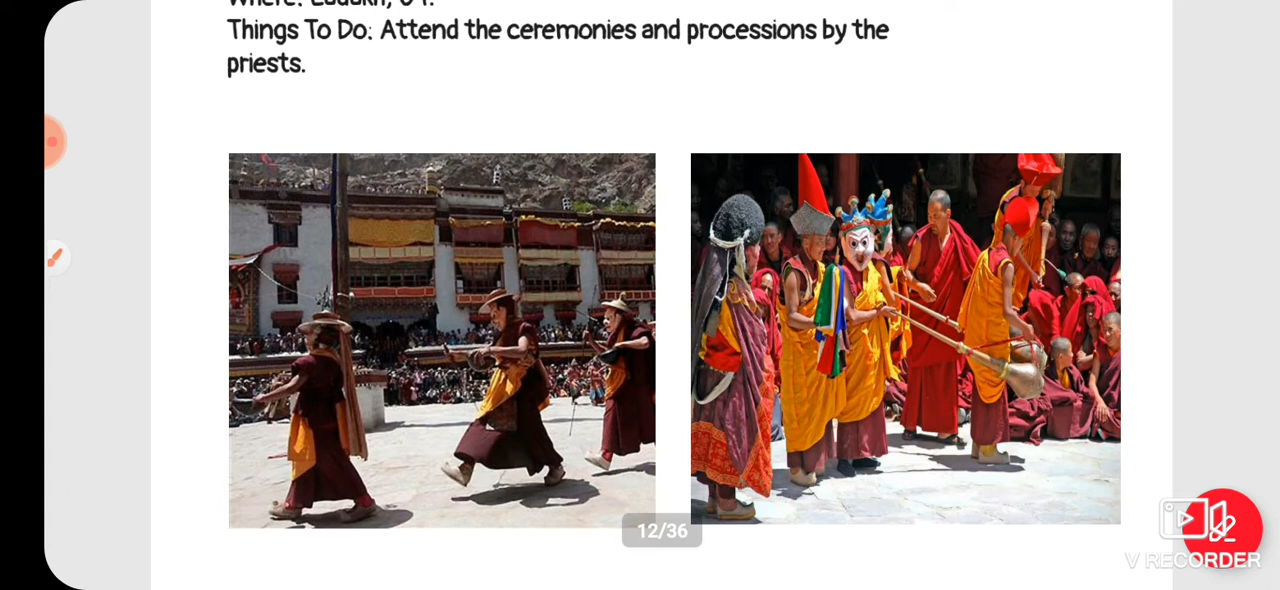 Things To Do: Attend the ceremonies and processions by the
priests.
12/36
V RECORDER